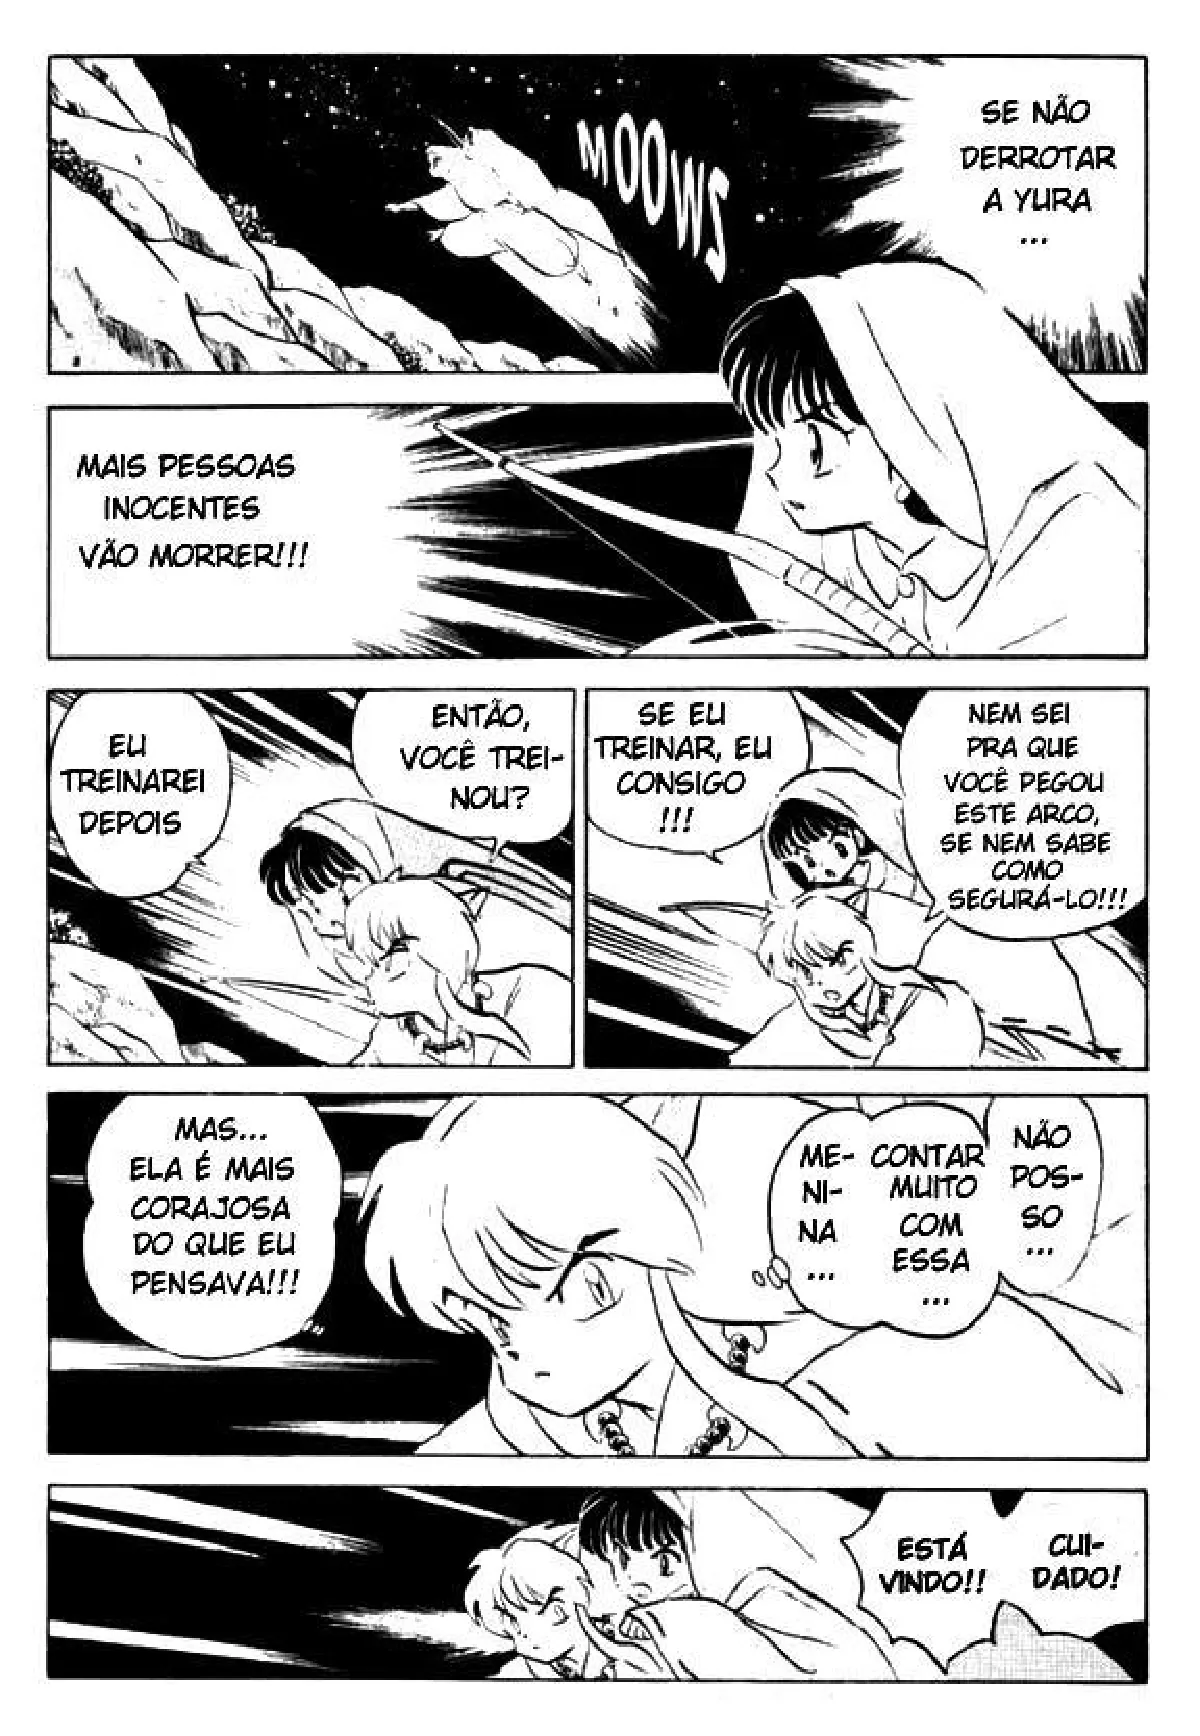 SE NÃO
DERROTAR
A YURA
...
MOOWS
MAIS PESSOAS
INOCENTES
VÃO MORRER!!!
NEM SEI
PRA QUE
VOCÊ PEGOU
ESTE ARCO,
SE NEM SABE
COMO
SEGURÁ-LO!!!
SE EU
TREINAR, EU
CONSIGO
!!!
ENTÃO,
VOCÊ TREI-
NOU?
EU
TREINAREI
DEPOIS
NÃO
POS-
SO
...
CONTAR
MUITO
COM
ESSA
...
ME-
NI-
NA
...
MAS...
ELA É MAIS
CORAJOSA
DO QUE EU
PENSAVA!!!
CUI-
DADO!
ESTÁ
VINDO!!